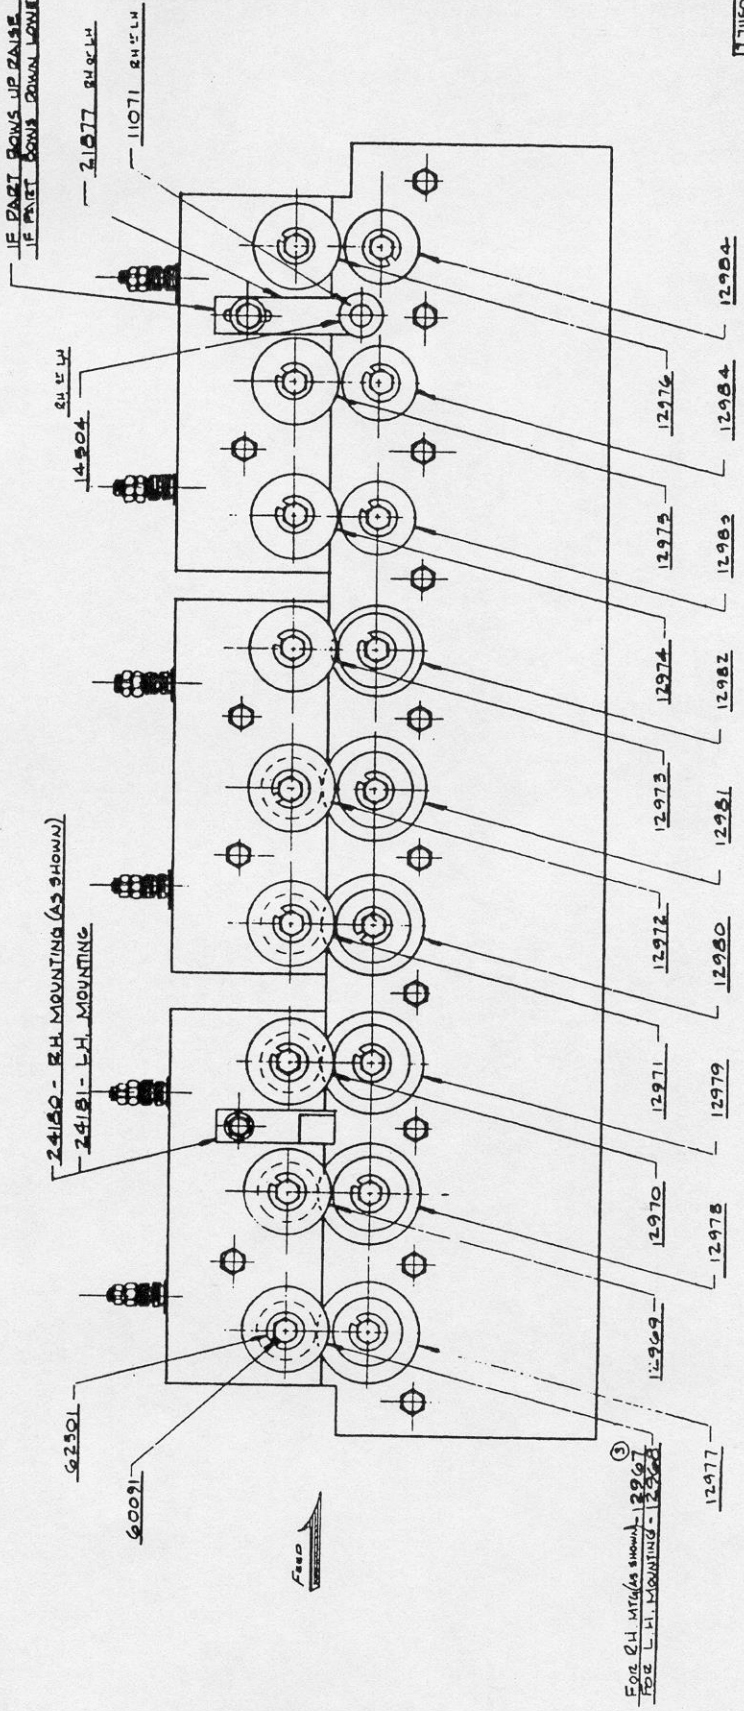 IF PART BOWS UP RAISE
IF PART BOWS DOWN LOWE
21877 RH or LH
11071 RH or LH
14304 RH or LH
24180 - R.H. MOUNTING (AS SHOWN)
24181 - L.H. MOUNTING
62301
60091
FEED
12976
12975
12974
12973
12972
12971
12970
12969
3
FOR R.H. MTG (AS SHOWN) - 12967
FOR L.H. MOUNTING - 12968
12984
12984
12983
12982
12981
12980
12979
12978
12977